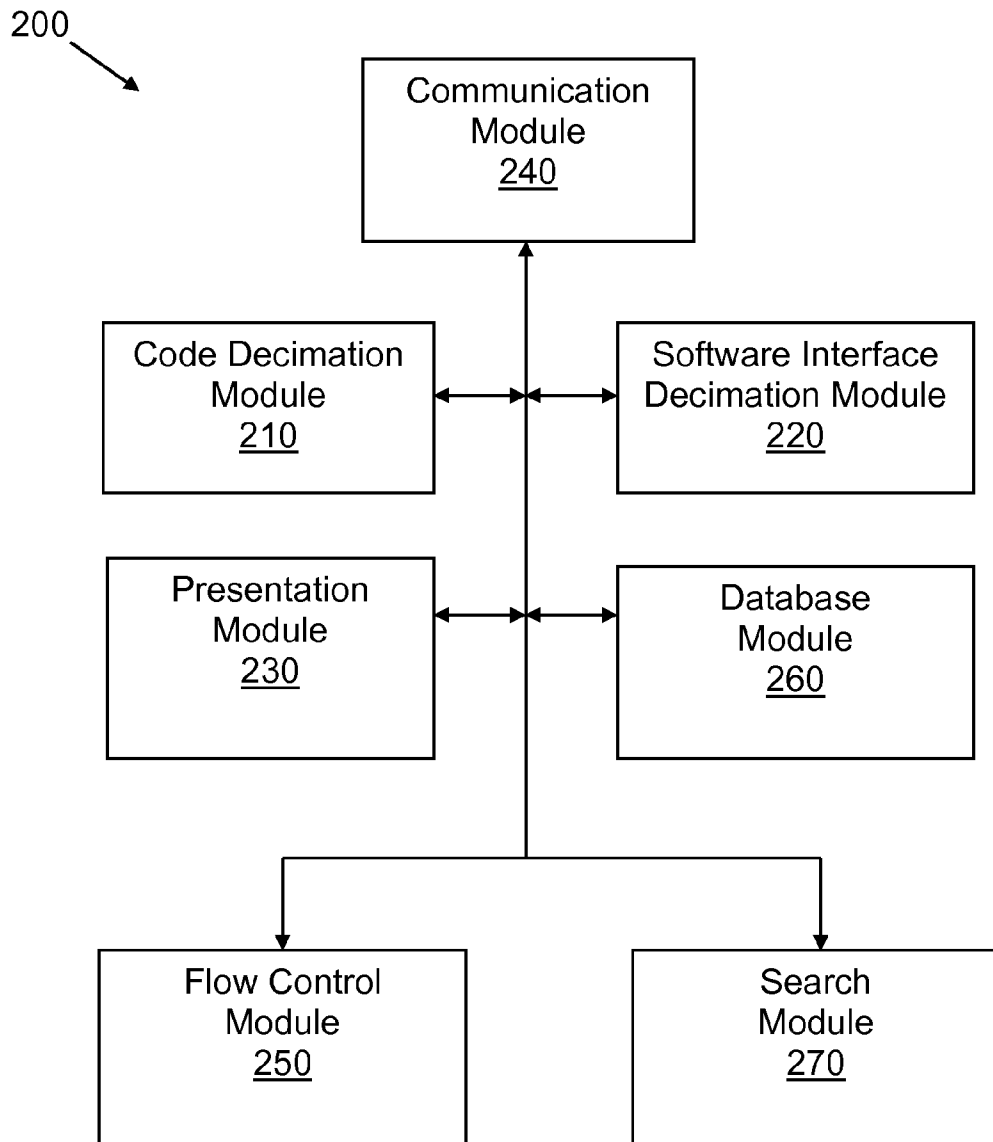 200
Communication
Module
240
Code Decimation
Module
210
Software Interface
Decimation Module
220
Presentation
Module
230
Database
Module
260
Flow Control
Module
250
Search
Module
270